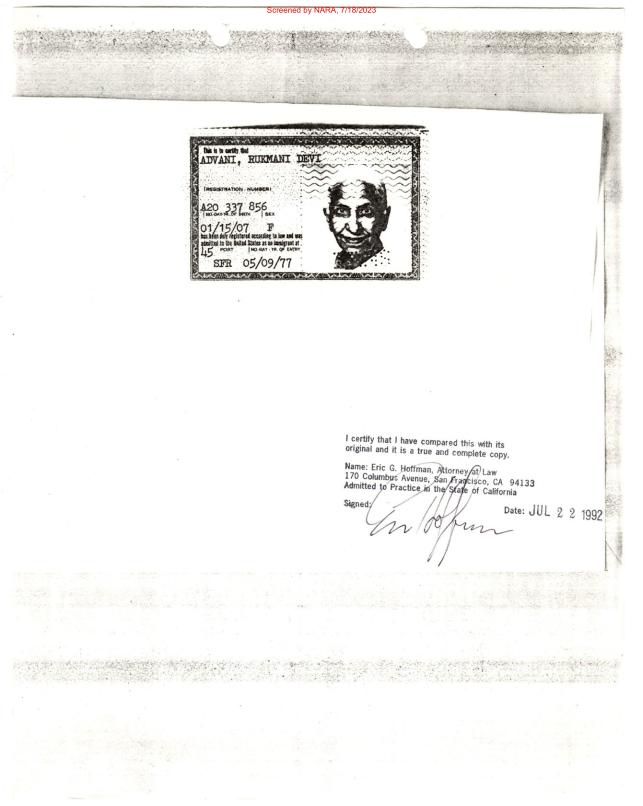 Screened by NARA, 7/18/2023
This is to certify that
ADVANI, RUKMANI DEVI
(REGISTRATION NUMBER)
A20 337 856
(MO.-DAY-YR. OF BIRTH | SEX
01/15/07 F
has been duly registered according to law and was
admitted to the United States as an immigrant at
45 PORT | MO.-DAY-YR. OF ENTRY
SFR 05/09/77
I certify that I have compared this with its
original and it is a true and complete copy.
Name: Eric G. Hoffman, Attorney at Law
170 Columbus Avenue, San Francisco, CA 94133
Admitted to Practice in the State of California
Signed: Eric Hoffman
Date: JUL 22 1992